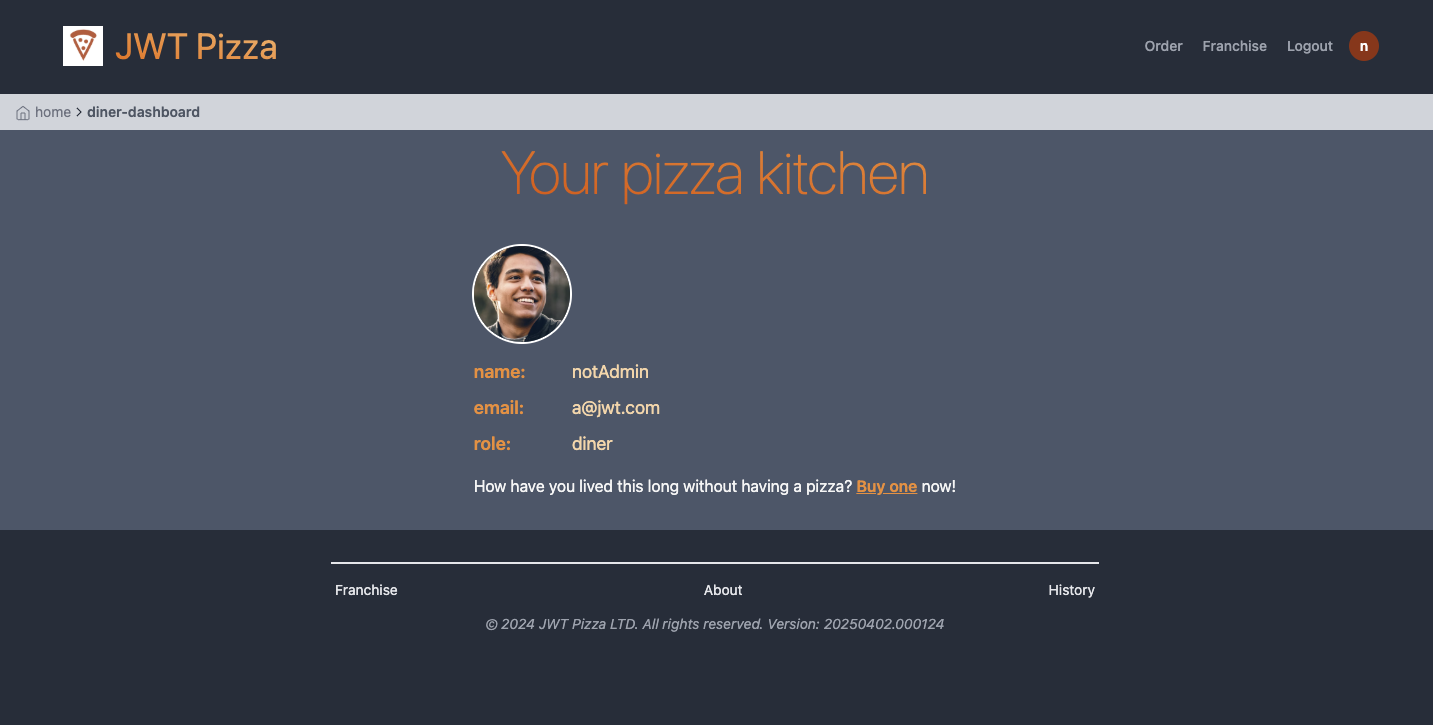 JWT Pizza
Order Franchise Logout n
home > diner-dashboard
Your pizza kitchen
name: notAdmin
email: a@jwt.com
role: diner
How have you lived this long without having a pizza? Buy one now!
Franchise About History
© 2024 JWT Pizza LTD. All rights reserved. Version: 20250402.000124